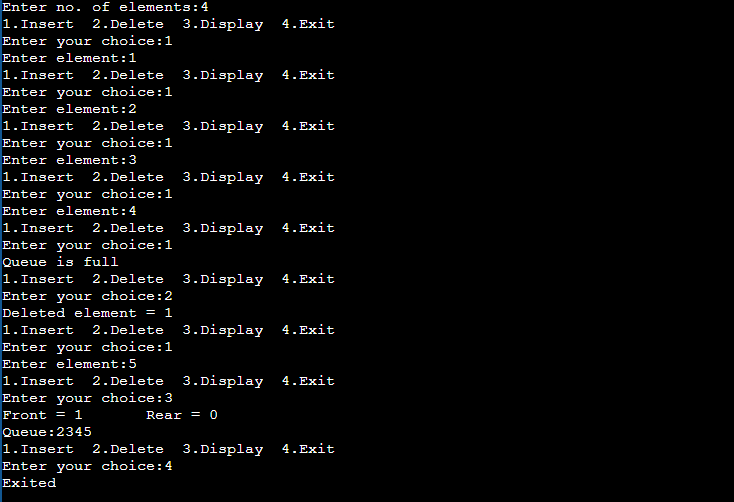 Enter no. of elements:4
1.Insert  2.Delete  3.Display  4.Exit
Enter your choice:1
Enter element:1
1.Insert  2.Delete  3.Display  4.Exit
Enter your choice:1
Enter element:2
1.Insert  2.Delete  3.Display  4.Exit
Enter your choice:1
Enter element:3
1.Insert  2.Delete  3.Display  4.Exit
Enter your choice:1
Enter element:4
1.Insert  2.Delete  3.Display  4.Exit
Enter your choice:1
Queue is full
1.Insert  2.Delete  3.Display  4.Exit
Enter your choice:2
Deleted element = 1
1.Insert  2.Delete  3.Display  4.Exit
Enter your choice:1
Enter element:5
1.Insert  2.Delete  3.Display  4.Exit
Enter your choice:3
Front = 1       Rear = 0
Queue:2345
1.Insert  2.Delete  3.Display  4.Exit
Enter your choice:4
Exited